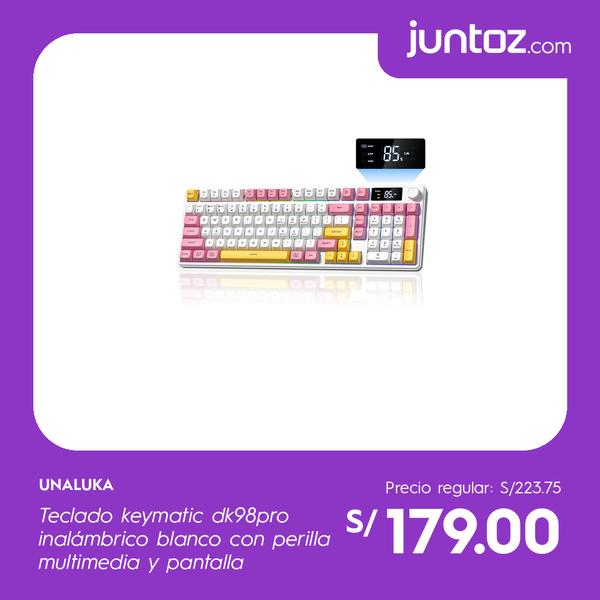 juntoz.com
85%
85%
UNALUKA
Teclado keymatic dk98pro
inalámbrico blanco con perilla
multimedia y pantalla
Precio regular: S/223.75
S/179.00